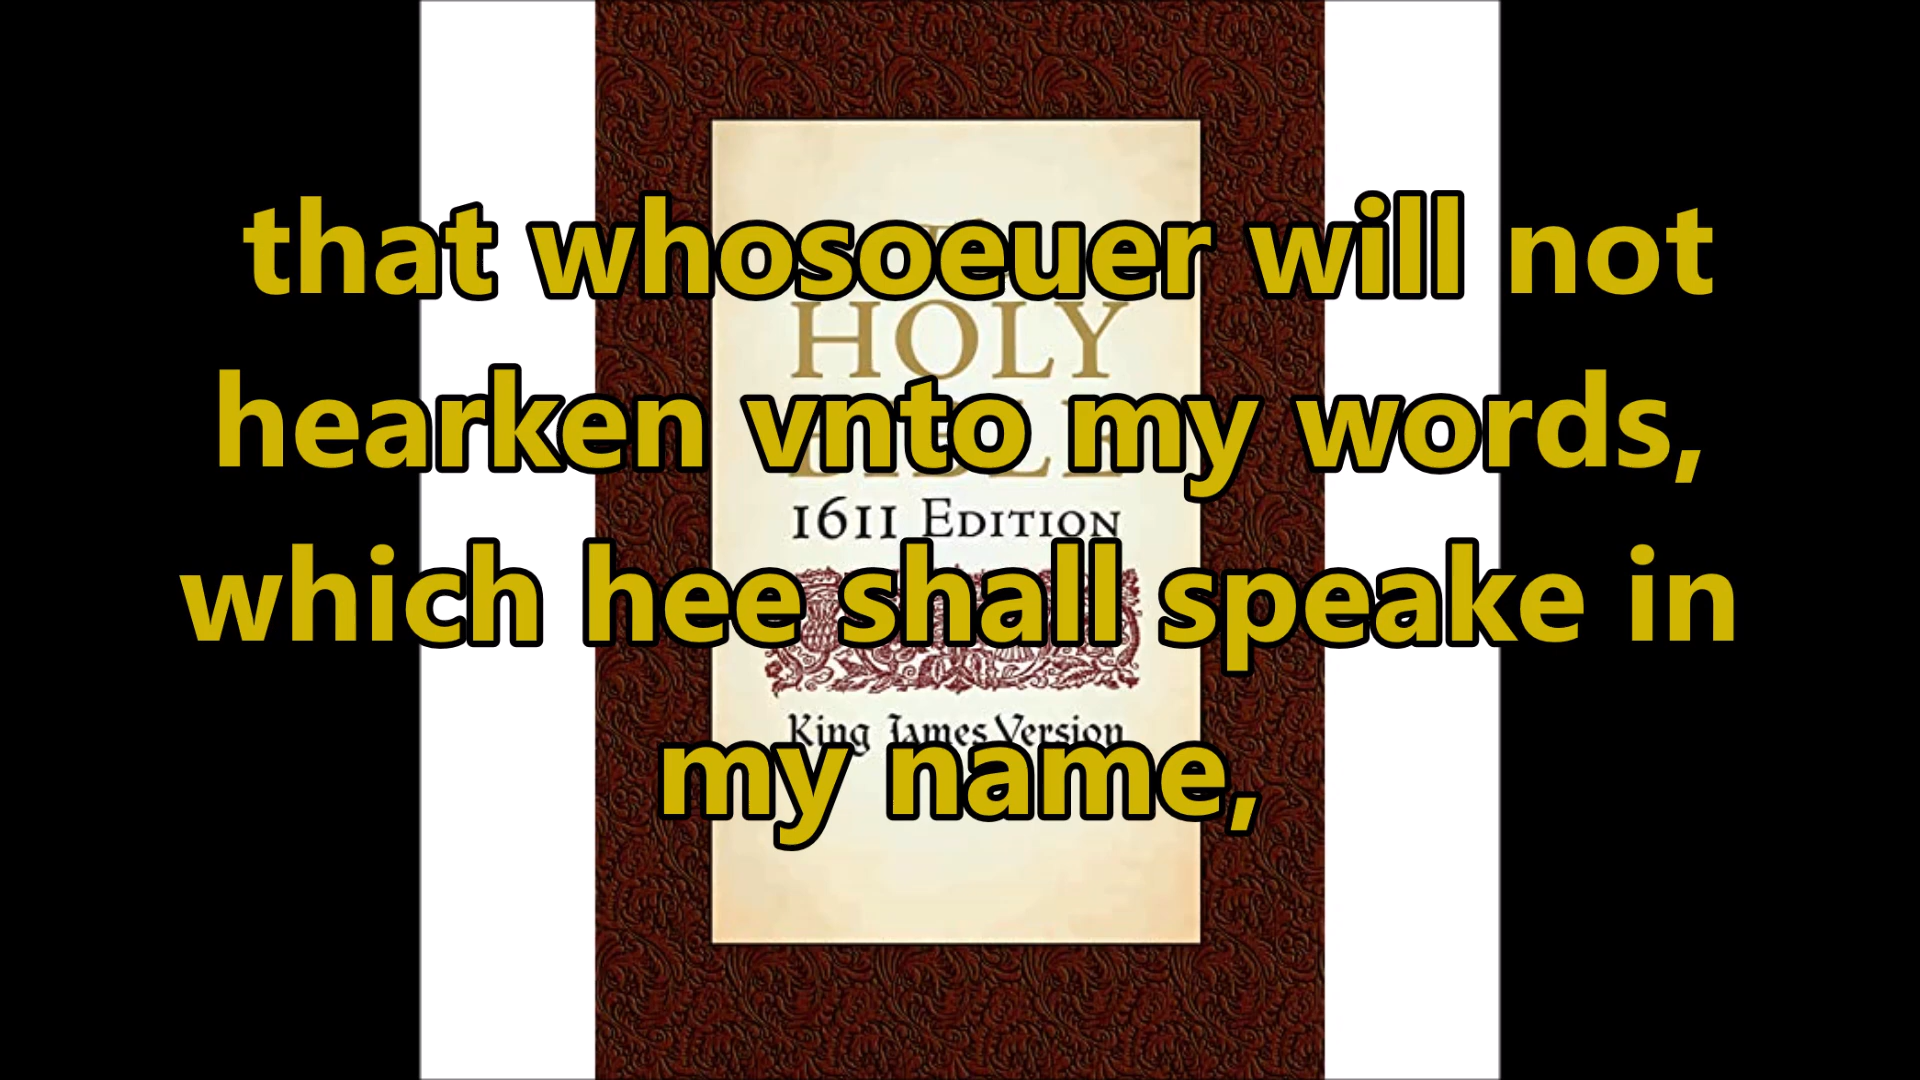 that whosoeuer will not
HOLY
hearken vnto my words,
1611 EDITION
which hee shall speake in
King James Version
my name,